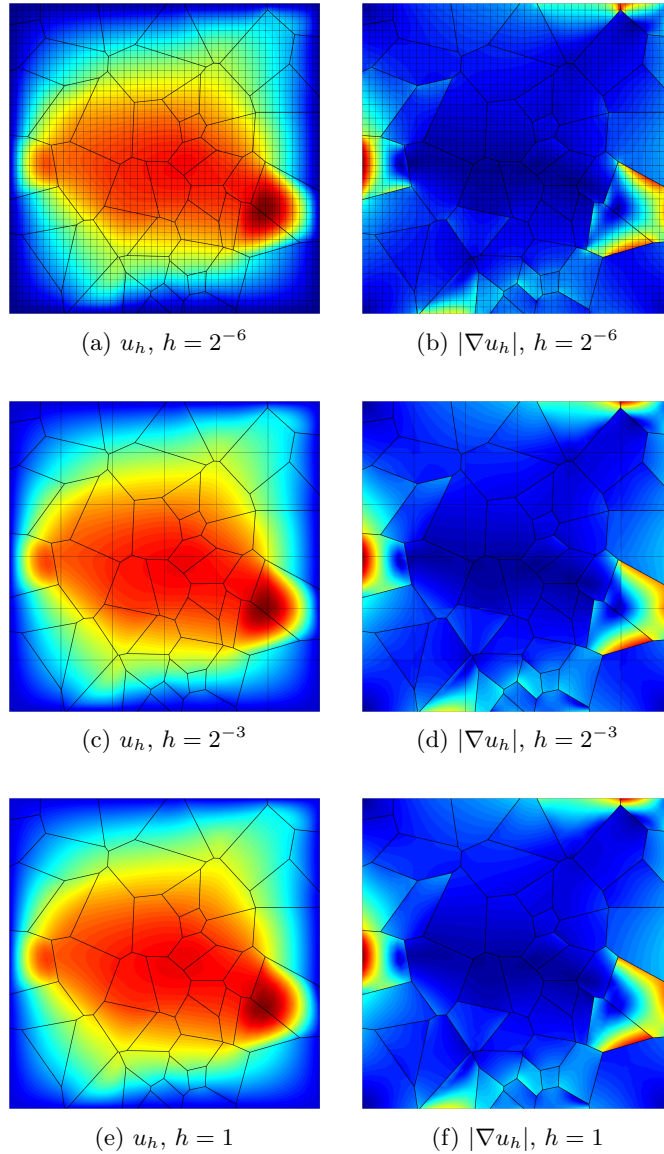 (a) $u_h$, $h = 2^{-6}$
(b) $|\nabla u_h|$, $h = 2^{-6}$
(c) $u_h$, $h = 2^{-3}$
(d) $|\nabla u_h|$, $h = 2^{-3}$
(e) $u_h$, $h = 1$
(f) $|\nabla u_h|$, $h = 1$